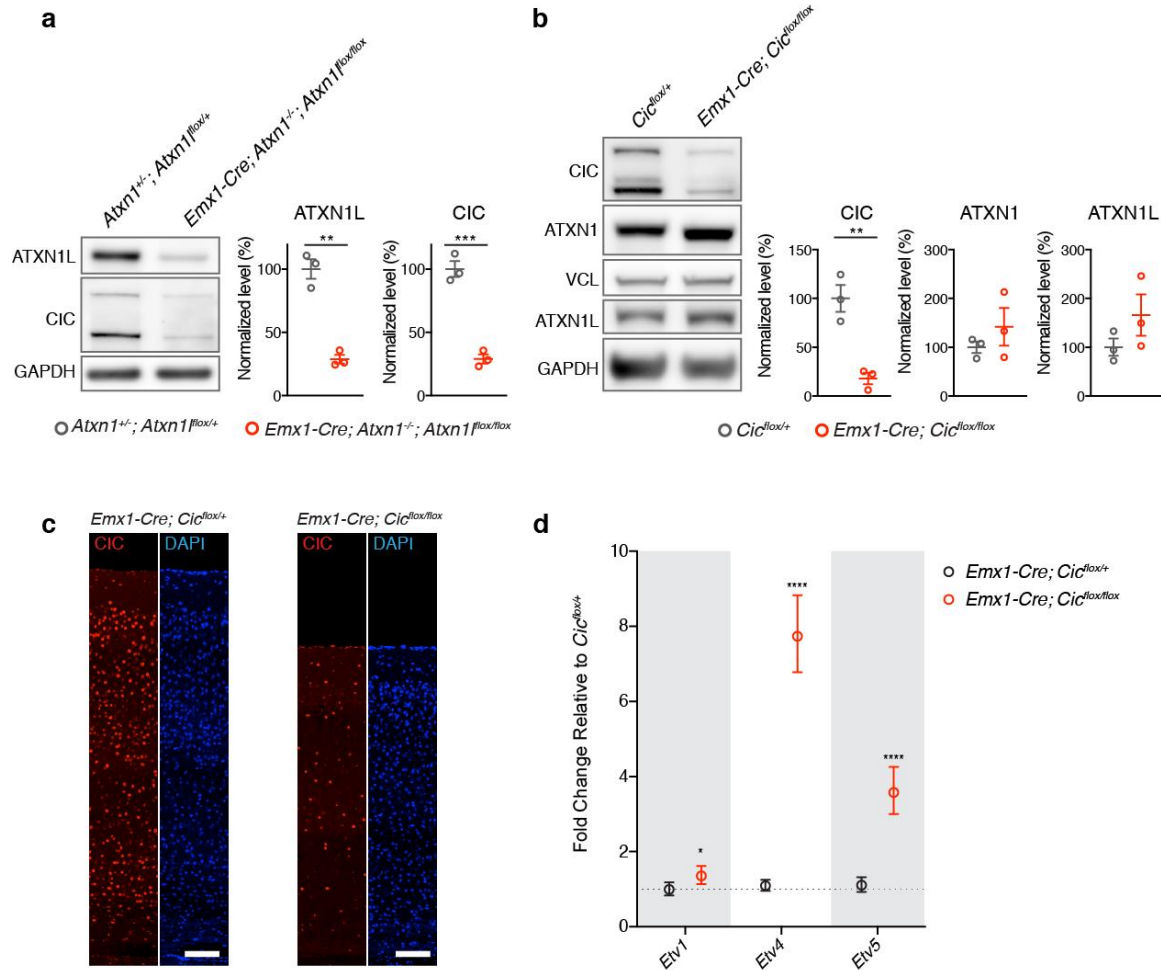 a
Atxn1+/-; Atxn1lflox/+
Emx1-Cre; Atxn1-/-; Atxn1lflox/flox
ATXN1L
CIC
GAPDH
ATXN1L
Normalized level (%)
**
100
50
0
CIC
Normalized level (%)
***
100
50
0
Atxn1+/-; Atxn1lflox/+
Emx1-Cre; Atxn1-/-; Atxn1lflox/flox
b
Cicflox/+
Emx1-Cre; Cicflox/flox
CIC
ATXN1
VCL
ATXN1L
GAPDH
CIC
**
Normalized level (%)
150
100
50
0
ATXN1
Normalized level (%)
300
200
100
0
ATXN1L
Normalized level (%)
300
200
100
0
Cicflox/+
Emx1-Cre; Cicflox/flox
c
Emx1-Cre; Cicflox/+
CIC
DAPI
Emx1-Cre; Cicflox/flox
CIC
DAPI
d
Fold Change Relative to Cicflox/+
10
8
6
4
2
0
*
****
****
Etv1
Etv4
Etv5
Emx1-Cre; Cicflox/+
Emx1-Cre; Cicflox/flox